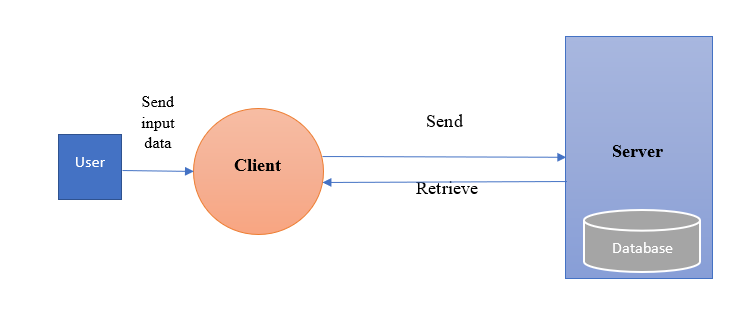 Send
input
data
User
Client
Send
Retrieve
Server
Database